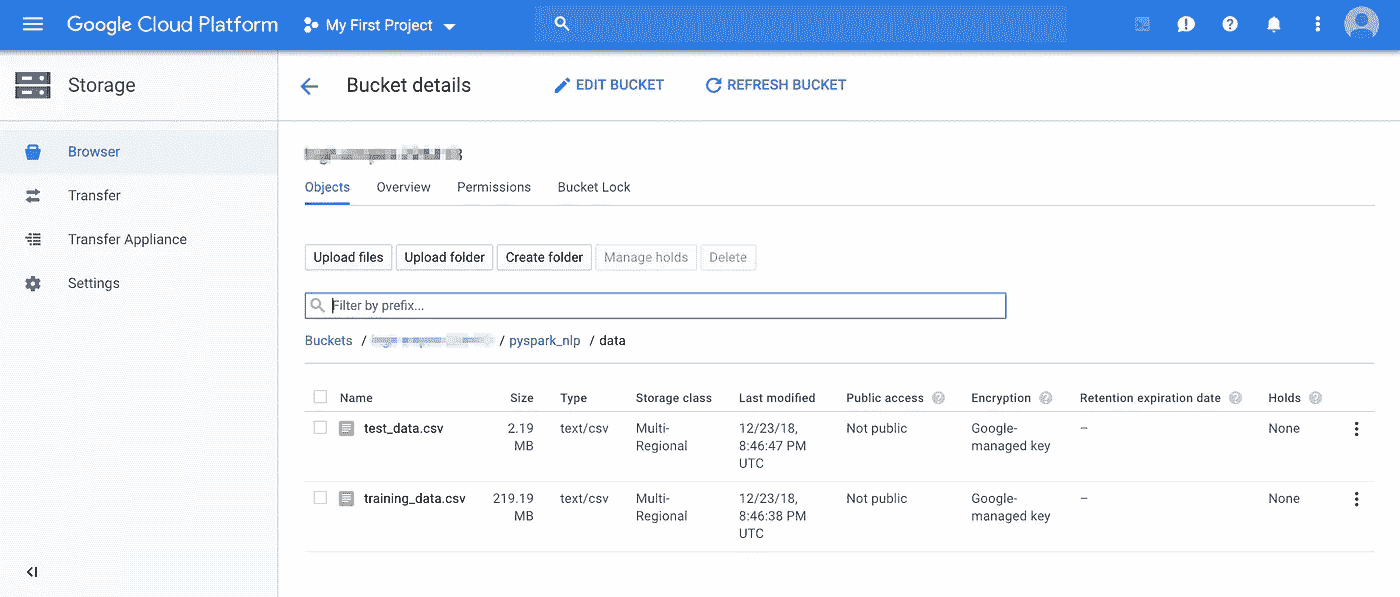 Google Cloud Platform My First Project
Storage Bucket details EDIT BUCKET REFRESH BUCKET
Browser
Transfer
Transfer Appliance
Settings
Objects Overview Permissions Bucket Lock
Upload files Upload folder Create folder Manage holds Delete
Filter by prefix...
Buckets / / pyspark_nlp / data
Name Size Type Storage class Last modified Public access Encryption Retention expiration date Holds
test_data.csv 2.19 text/csv Multi- 12/23/18, Not public Google- – None
MB Regional 8:46:47 PM managed key
UTC
training_data.csv 219.19 text/csv Multi- 12/23/18, Not public Google- – None
MB Regional 8:46:38 PM managed key
UTC